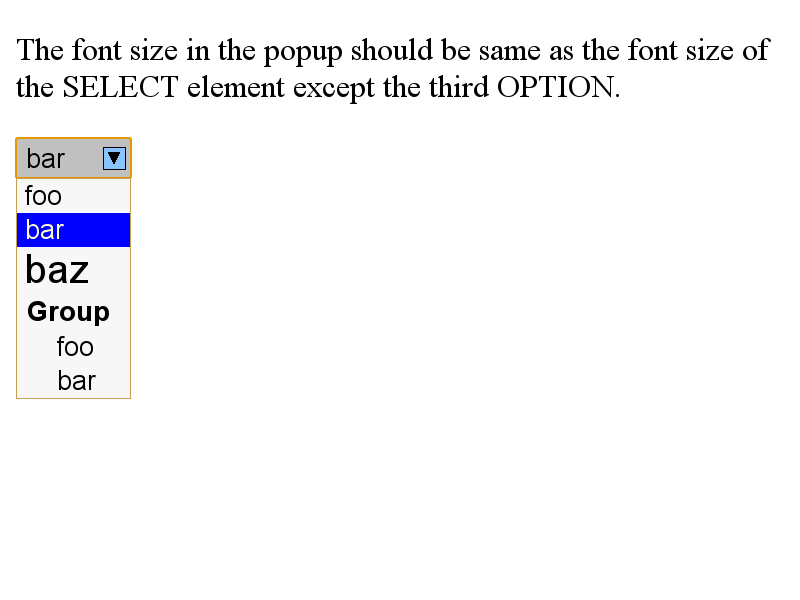 The font size in the popup should be same as the font size of
the SELECT element except the third OPTION.
bar
foo
bar
baz
Group
foo
bar